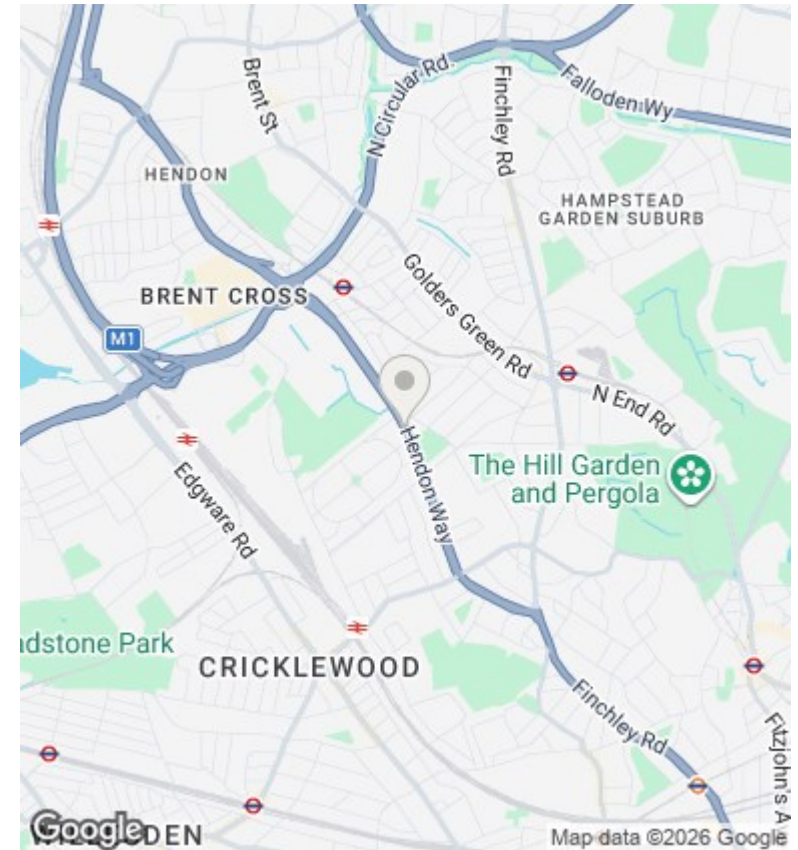 Brent St
N Circular Rd.
Finchley Rd
Falloden Wy
HENDON
HAMPSTEAD
GARDEN SUBURB
BRENT CROSS
Golders Green Rd
M1
N End Rd
Hendon Way
The Hill Garden
and Pergola
Edgware Rd
adstone Park
CRICKLEWOOD
Finchley Rd
Fitzjohn's A
Google
Map data ©2026 Google